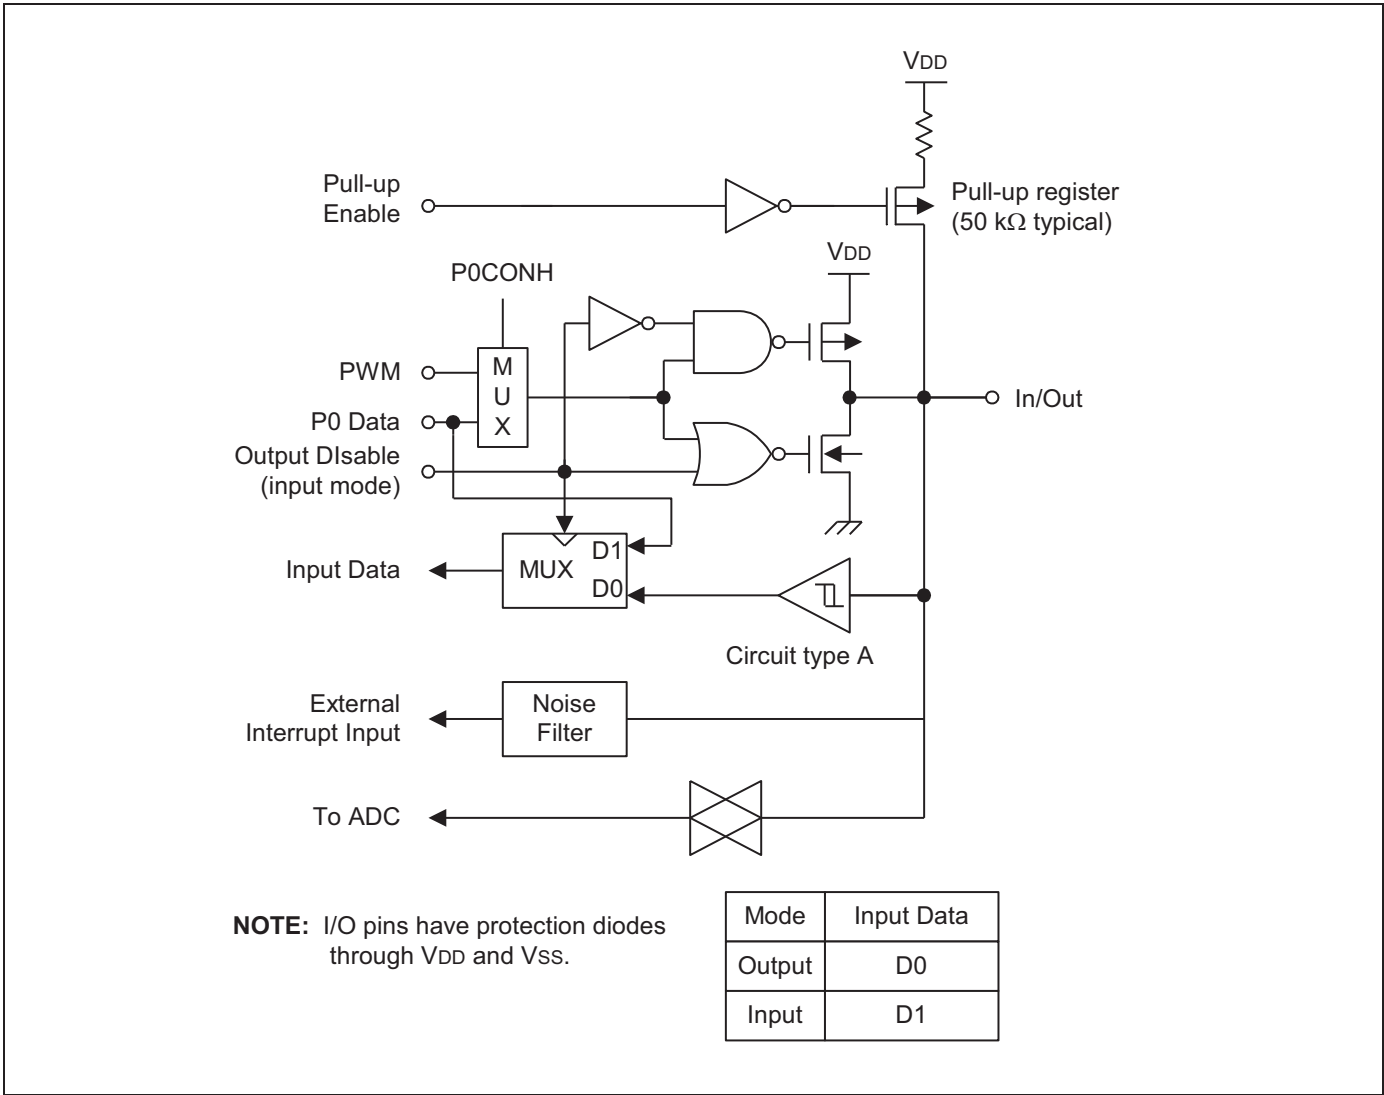 VDD
Pull-up
Enable
Pull-up register
(50 kΩ typical)
VDD
P0CONH
PWM
P0 Data
Output DIsable
(input mode)
M
U
X
In/Out
Input Data
MUX
D1
D0
Circuit type A
External
Interrupt Input
Noise
Filter
To ADC
NOTE: I/O pins have protection diodes
through VDD and VSS.
Mode Input Data
Output D0
Input D1